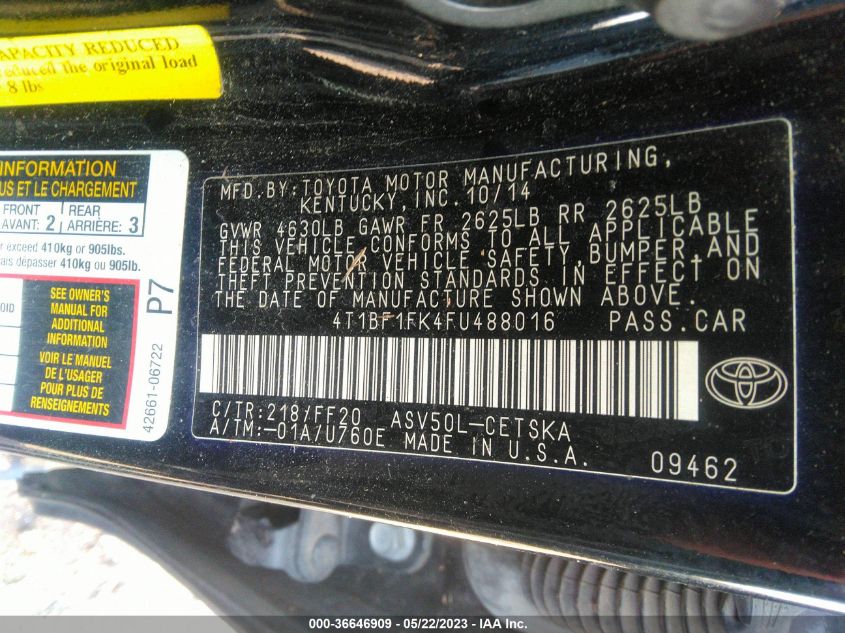 CAPACITY REDUCED
reduced the original load
8 lbs
INFORMATION
US ET LE CHARGEMENT
FRONT
AVANT: 2
REAR
ARRIÈRE: 3
r exceed 410kg or 905lbs.
ais dépasser 410kg ou 905lb.
SEE OWNER'S
MANUAL FOR
ADDITIONAL
INFORMATION
VOIR LE MANUEL
DE L'USAGER
POUR PLUS DE
RENSEIGNEMENTS
P7
42661-06722
MFD.BY:TOYOTA MOTOR MANUFACTURING,
KENTUCKY, INC. 10/14
GVWR 4630LB GAWR FR 2625LB RR 2625LB
THIS VEHICLE CONFORMS TO ALL APPLICABLE
FEDERAL MOTOR VEHICLE SAFETY,BUMPER,AND
THEFT PREVENTION STANDARDS IN EFFECT ON
THE DATE OF MANUFACTURE SHOWN ABOVE.
4T1BF1FK4FU488016 PASS.CAR
C/TR:218/FF20 ASV50L-CETSKA
A/TM:-01A/U760E MADE IN U.S.A.
09462
000-36646909 - 05/22/2023 - IAA Inc.